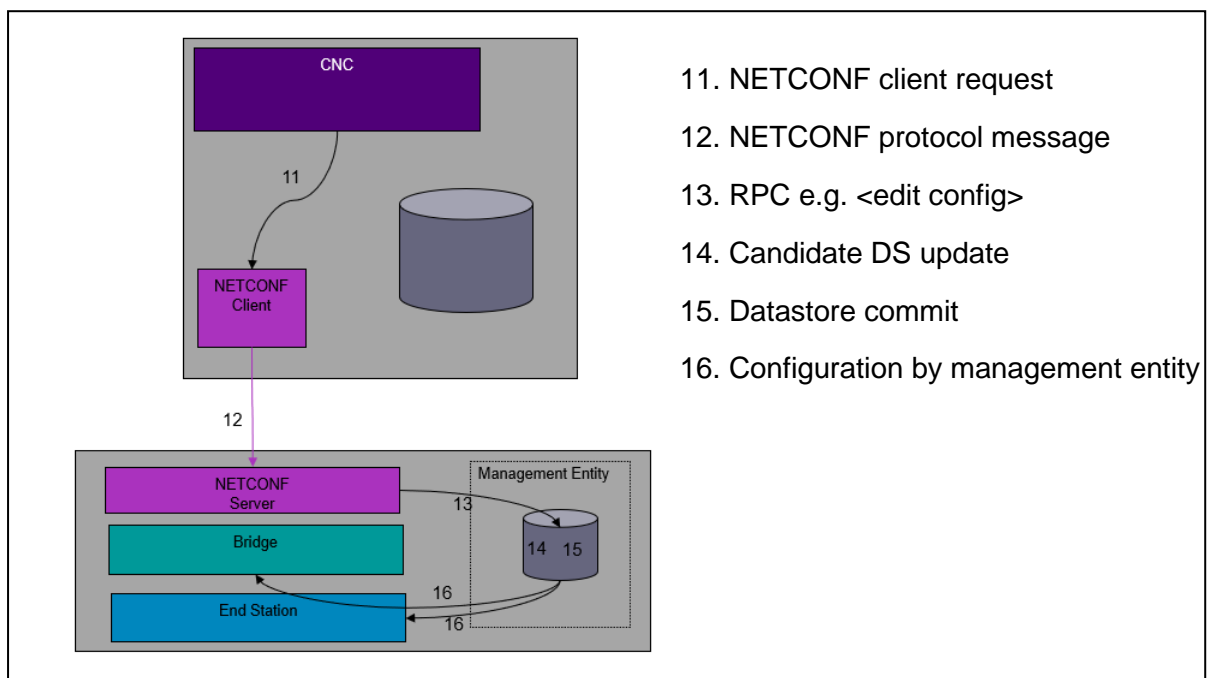 CNC
11
NETCONF
Client
12
NETCONF
Server
Management Entity
13
Bridge
14 15
16
End Station
16
11. NETCONF client request
12. NETCONF protocol message
13. RPC e.g. <edit config>
14. Candidate DS update
15. Datastore commit
16. Configuration by management entity